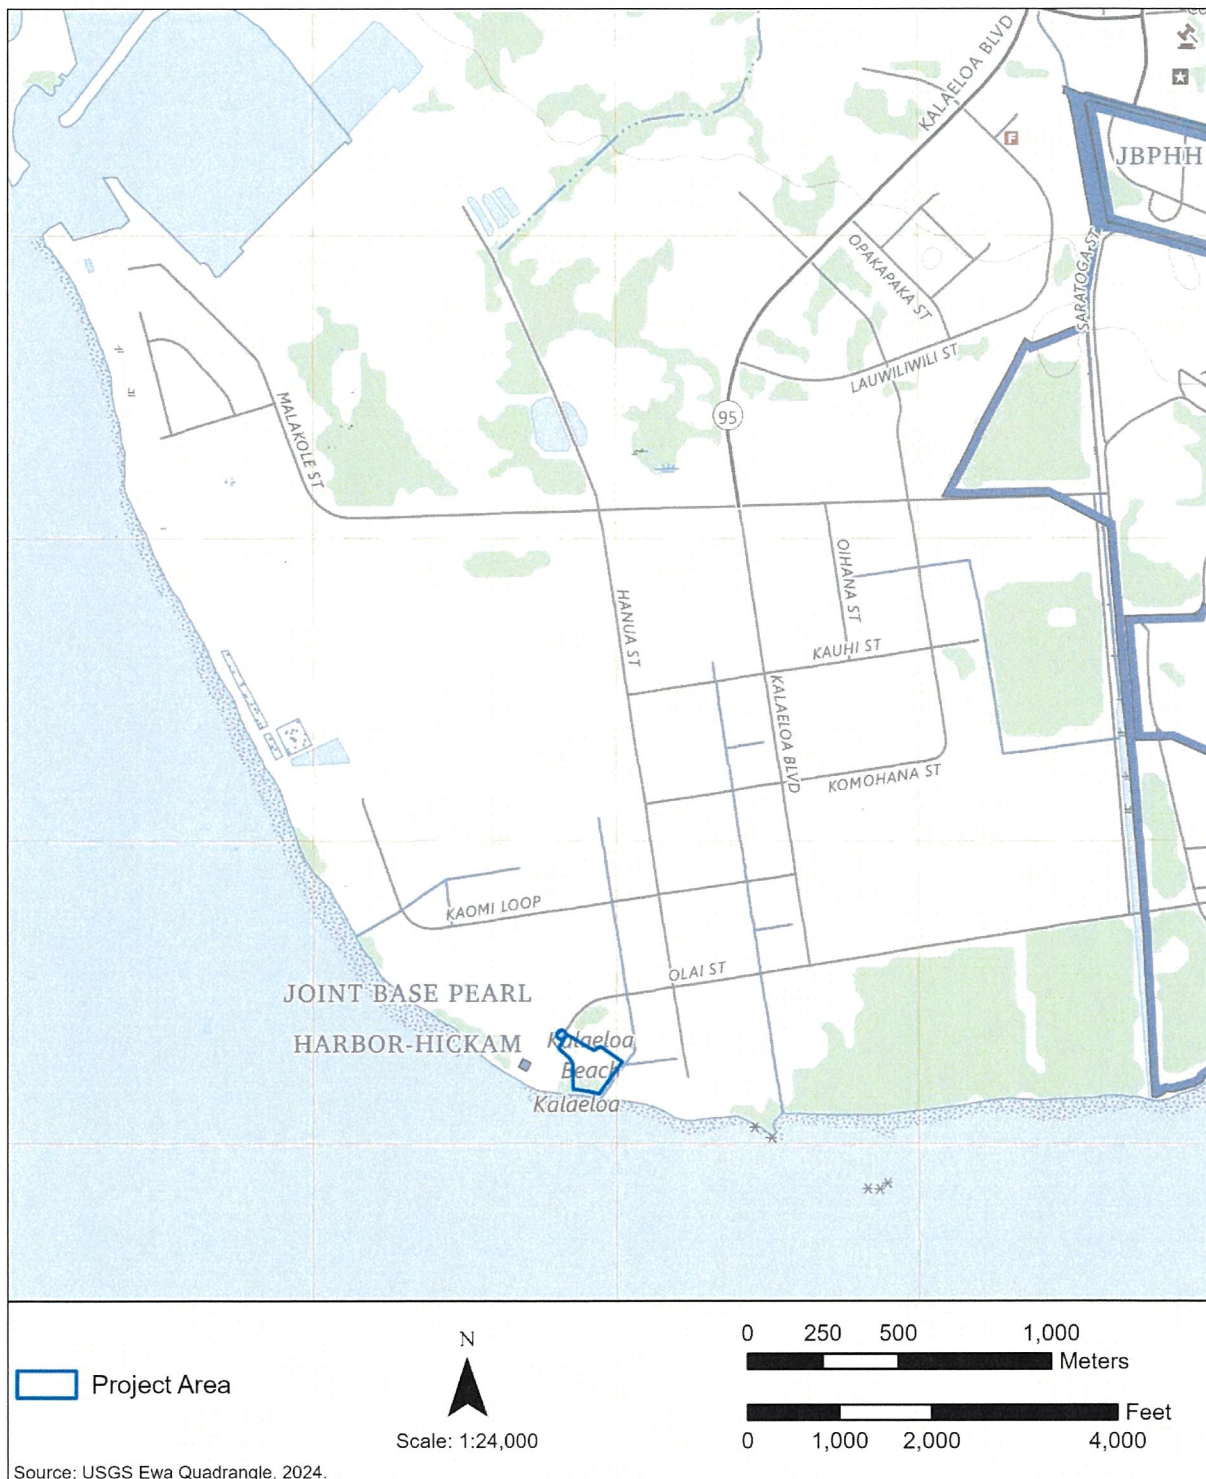 KALAELOA BLVD
F
JBPHH
OPAKAPAKA ST
SARATOGA ST
LAUWILIWILI ST
95
MALAKOLE ST
OIHANA ST
HANUA ST
KAUHI ST
KALAELOA BLVD
KOMOHANA ST
KAOMI LOOP
OLAI ST
JOINT BASE PEARL
HARBOR-HICKAM
Kalaeloa
Beach
Kalaeloa
Project Area
N
Scale: 1:24,000
0 250 500 1,000
Meters
Feet
0 1,000 2,000 4,000
Source: USGS Ewa Quadrangle, 2024.